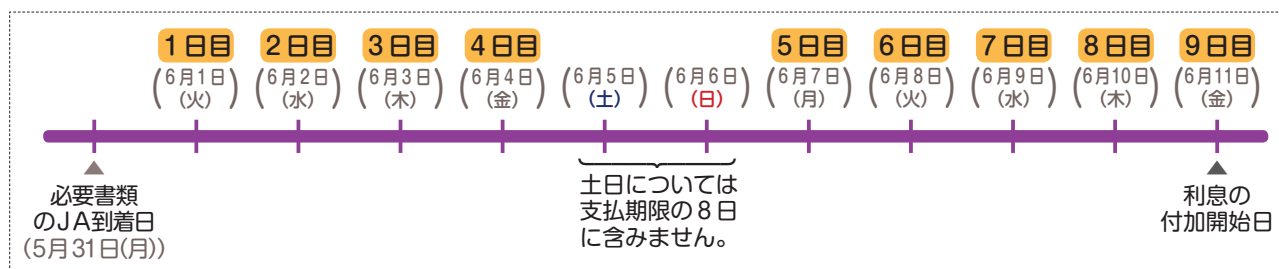 1日目 2日目 3日目 4日目 5日目 6日目 7日目 8日目 9日目
(6月1日(火)) (6月2日(水)) (6月3日(木)) (6月4日(金)) (6月5日(土)) (6月6日(日)) (6月7日(月)) (6月8日(火)) (6月9日(水)) (6月10日(木)) (6月11日(金))
必要書類
のJA到着日
(5月31日(月))
土日については
支払期限の8日
に含みません。
利息の
付加開始日